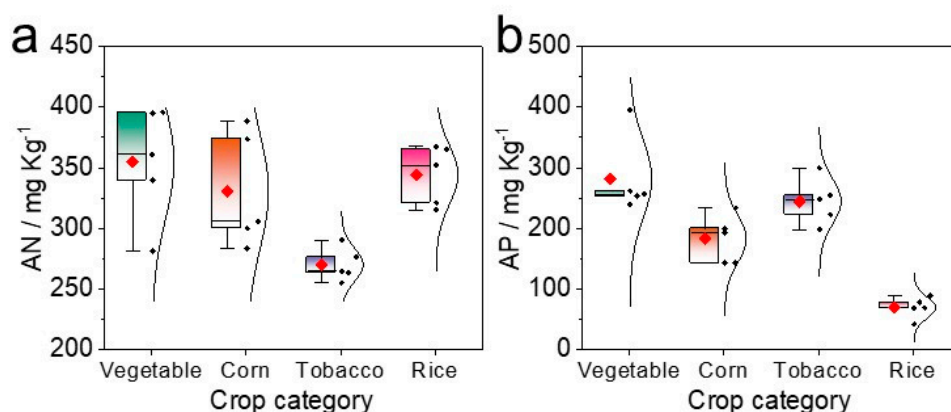 a
450
400
350
300
250
200
AN / mg Kg⁻¹
Vegetable Corn Tobacco Rice
Crop category
b
500
400
300
200
100
0
AP / mg Kg⁻¹
Vegetable Corn Tobacco Rice
Crop category